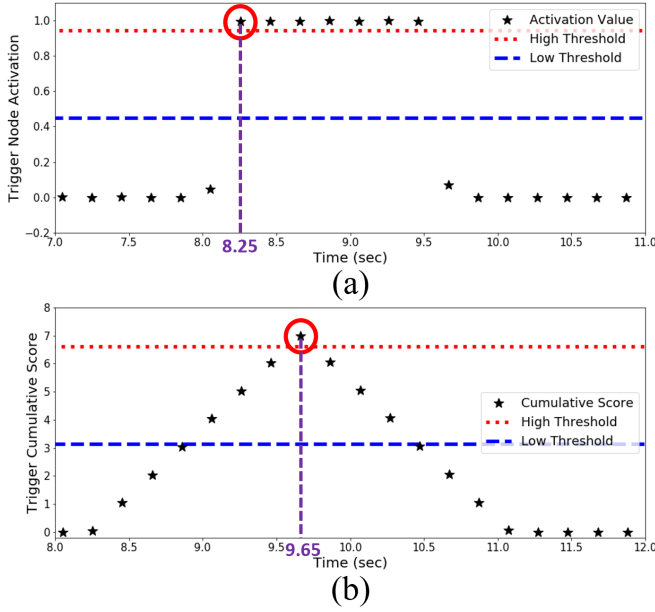 Trigger Node Activation
1.0
0.8
0.6
0.4
0.2
0.0
−0.2
Activation Value
High Threshold
Low Threshold
7.0 7.5 8.0 8.5 9.0 9.5 10.0 10.5 11.0
8.25
Time (sec)
(a)
Trigger Cumulative Score
8
7
6
5
4
3
2
1
0
Cumulative Score
High Threshold
Low Threshold
8.0 8.5 9.0 9.5 10.0 10.5 11.0 11.5 12.0
9.65
Time (sec)
(b)